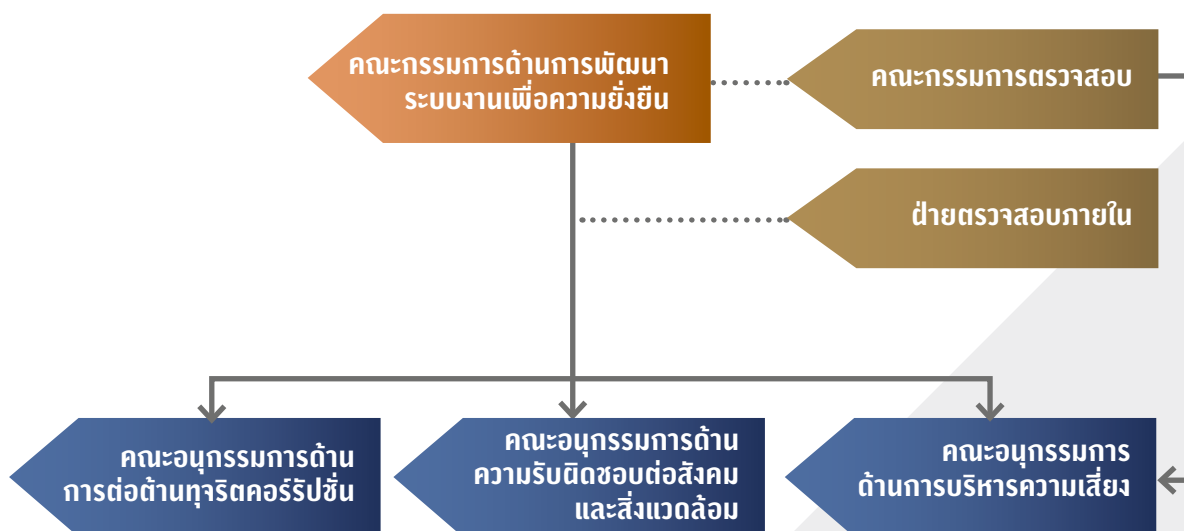 คณะกรรมการด้านการพัฒนา
ระบบงานเพื่อความยั่งยืน
คณะกรรมการตรวจสอบ
ฝ่ายตรวจสอบภายใน
คณะอนุกรรมการด้าน
การต่อต้านทุจริตคอร์รัปชั่น
คณะอนุกรรมการด้าน
ความรับผิดชอบต่อสังคม
และสิ่งแวดล้อม
คณะอนุกรรมการ
ด้านการบริหารความเสี่ยง